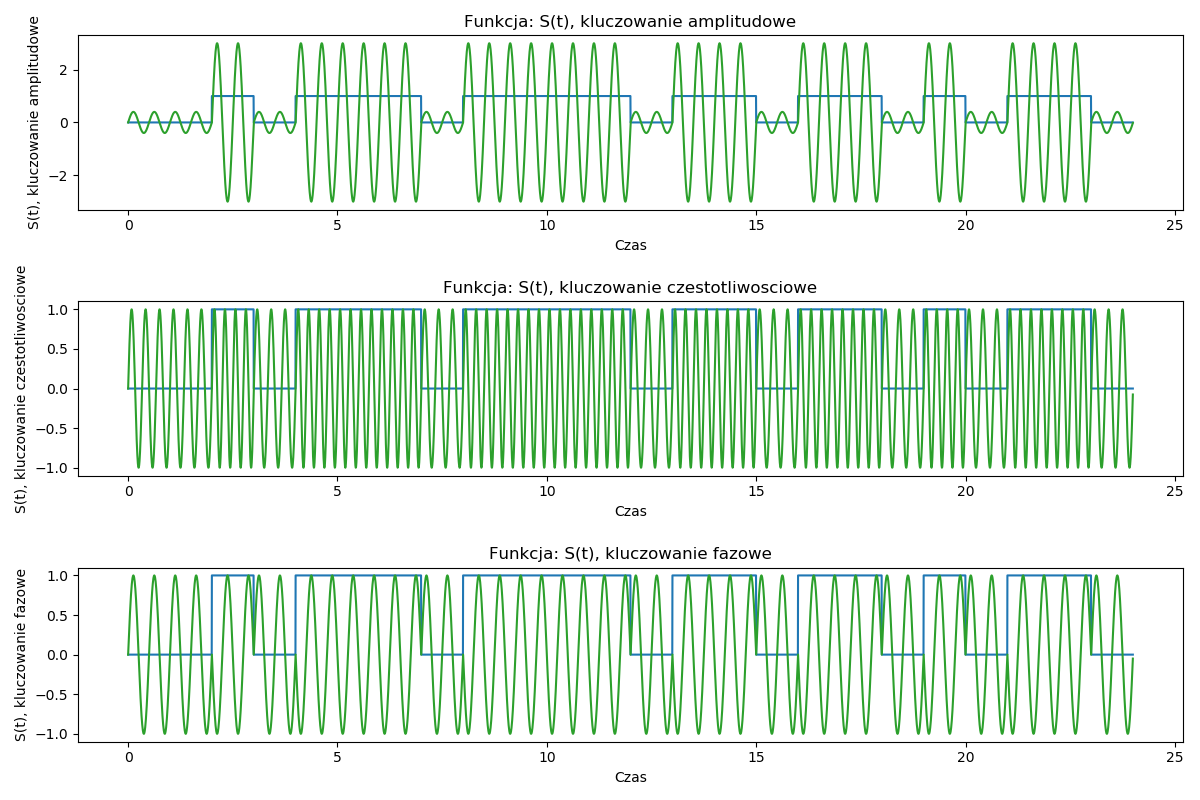 Funkcja: S(t), kluczowanie amplitudowe
S(t), kluczowanie amplitudowe
2
0
−2
0 5 10 15 20 25
Czas
Funkcja: S(t), kluczowanie czestotliwosciowe
S(t), kluczowanie czestotliwosciowe
1.0
0.5
0.0
−0.5
−1.0
0 5 10 15 20 25
Czas
Funkcja: S(t), kluczowanie fazowe
S(t), kluczowanie fazowe
1.0
0.5
0.0
−0.5
−1.0
0 5 10 15 20 25
Czas